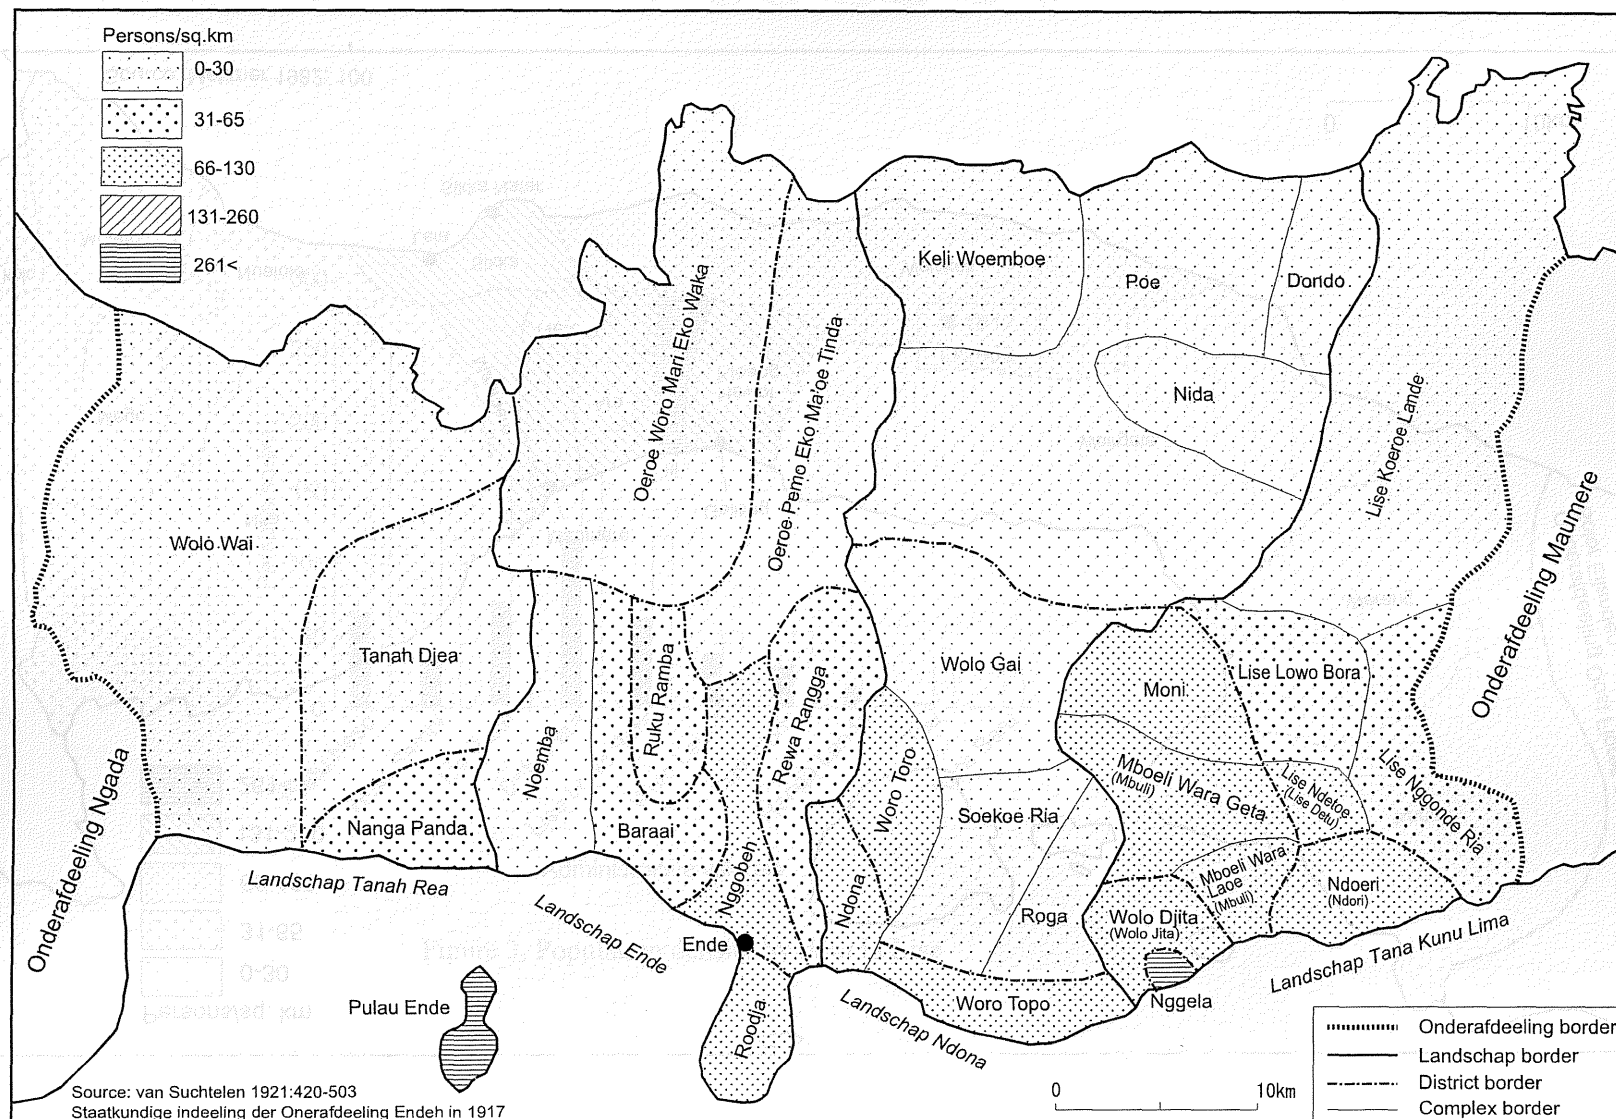 Persons/sq.km
0-30
31-65
66-130
131-260
261<
Keli Woemboe
Poe
Dondo
Nida
Oeroe Woro Mari Eko Waka
Oeroe Pemo Eko Ma'oe Tinda
Lise Koeroe Lande
Wolo Wai
Tanah Djea
Nanga Panda
Noemba
Ruku Ramba
Baraai
Nggobeh
Rewa Rangga
Ndona
Woro Toro
Wolo Gai
Soekoe Ria
Roga
Moni
Mboeli Wara Geta
(Mbuli)
Lise Lowo Bora
Lise Ndetoe
(Lise Detu)
Lise Nggonde Ria
Mboeli Wara
Laoe
(Mbuli)
Ndoeri
(Ndori)
Wolo Djita
(Wolo Jita)
Nggela
Woro Topo
Ende
Roodja
Pulau Ende
Onderafdeeling Ngada
Onderafdeeling Maumere
Landschap Tanah Rea
Landschap Ende
Landschap Ndona
Landschap Tana Kunu Lima
Source: van Suchtelen 1921:420-503
Staatkundige indeeling der Onerafdeeling Endeh in 1917
0 10km
Onderafdeeling border
Landschap border
District border
Complex border